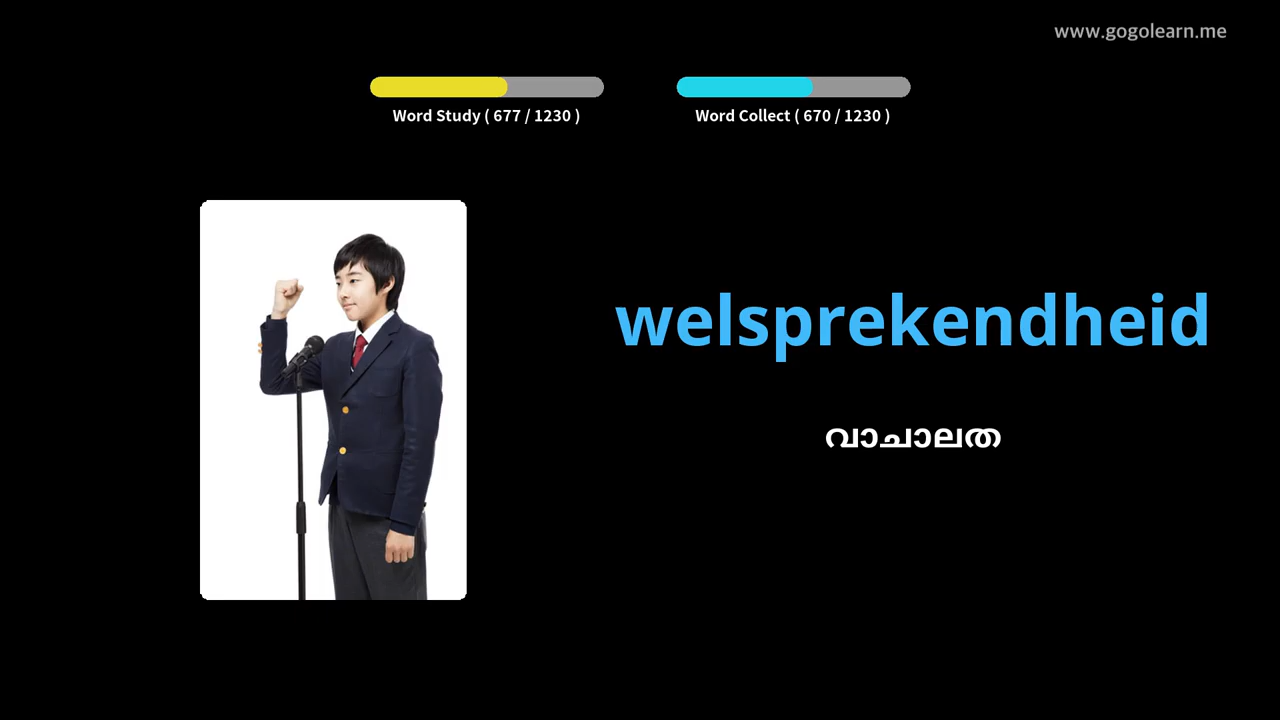 www.gogolearn.me
Word Study ( 677 / 1230 )
Word Collect ( 670 / 1230 )
welsprekendheid
വാചാലത